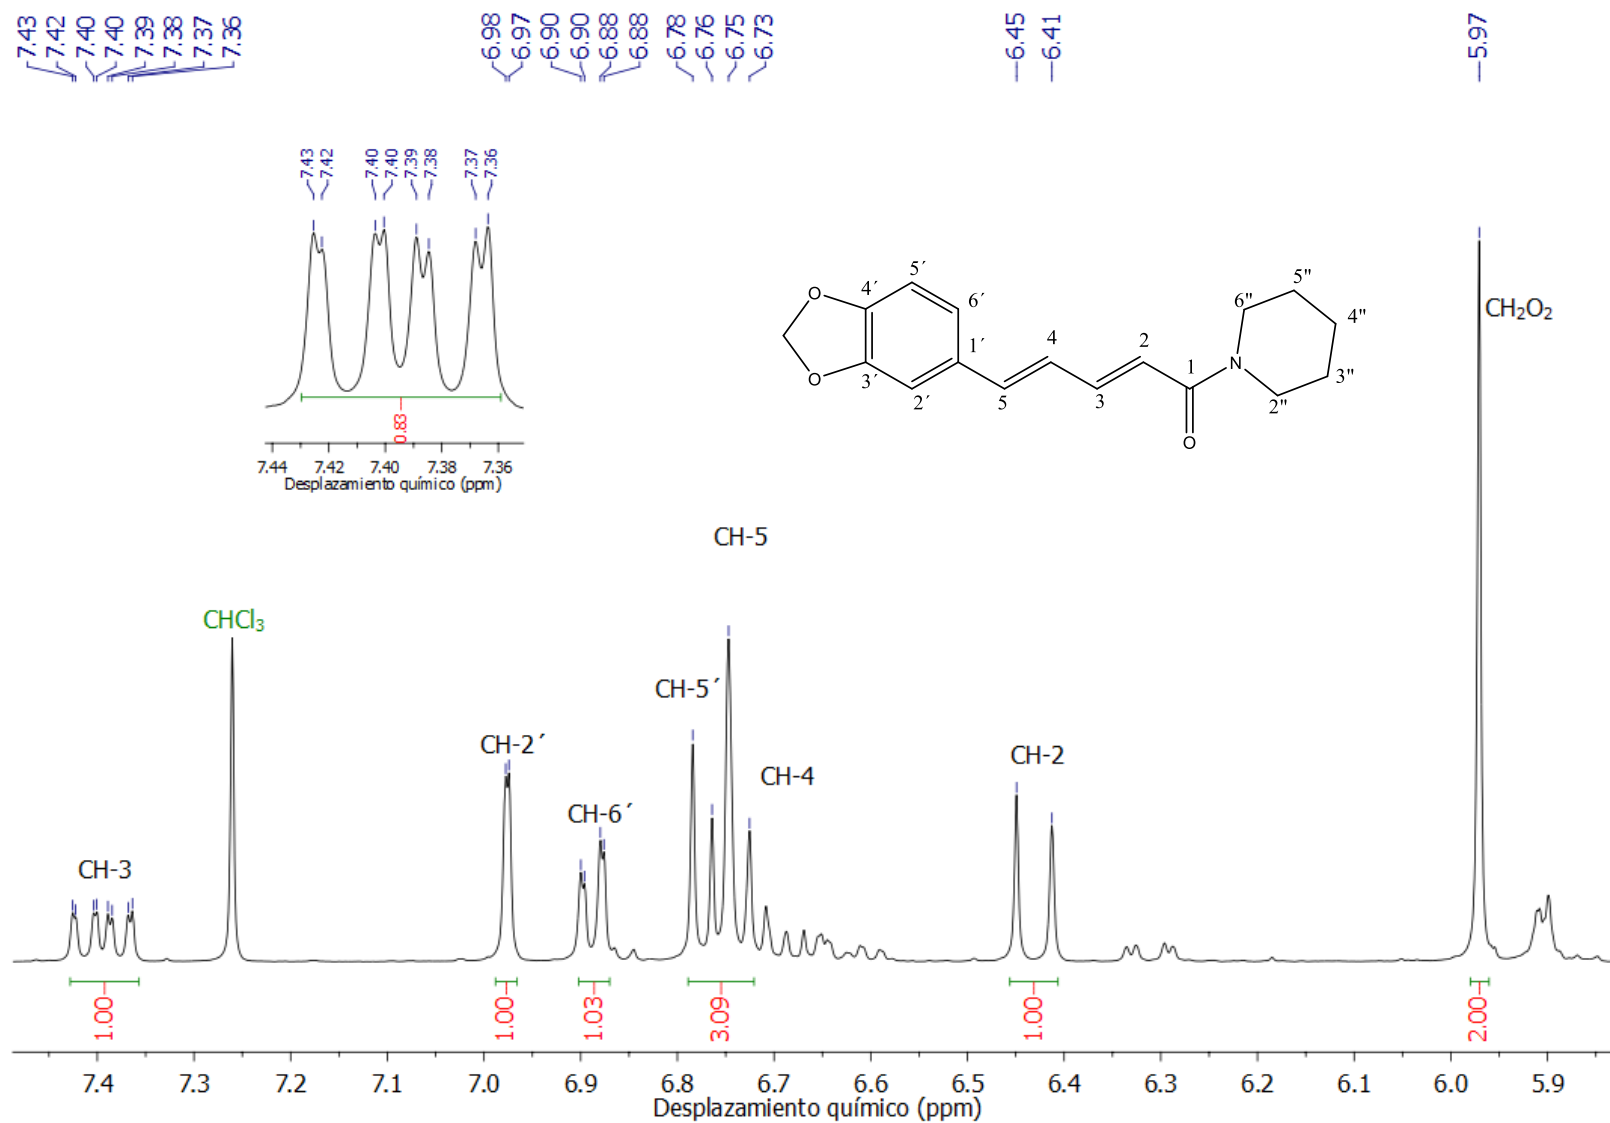 7.43 7.42 7.40 7.40 7.39 7.38 7.37 7.36 6.98 6.97 6.90 6.90 6.88 6.88 6.78 6.76 6.75 6.73 6.45 6.41 5.97
7.43 7.42 7.40 7.40 7.39 7.38 7.37 7.36
0.83
7.44 7.42 7.40 7.38 7.36
Desplazamiento químico (ppm)
O
O
4´
5´
6´
3´
2´
1´
5
4
3
2
1
O
N
6"
5"
4"
3"
2"
CH₂O₂
CH-5
CHCl₃
CH-5´
CH-2´
CH-4
CH-2
CH-6´
CH-3
1.00 1.00 1.03 3.09 1.00 2.00
7.4 7.3 7.2 7.1 7.0 6.9 6.8 6.7 6.6 6.5 6.4 6.3 6.2 6.1 6.0 5.9
Desplazamiento químico (ppm)